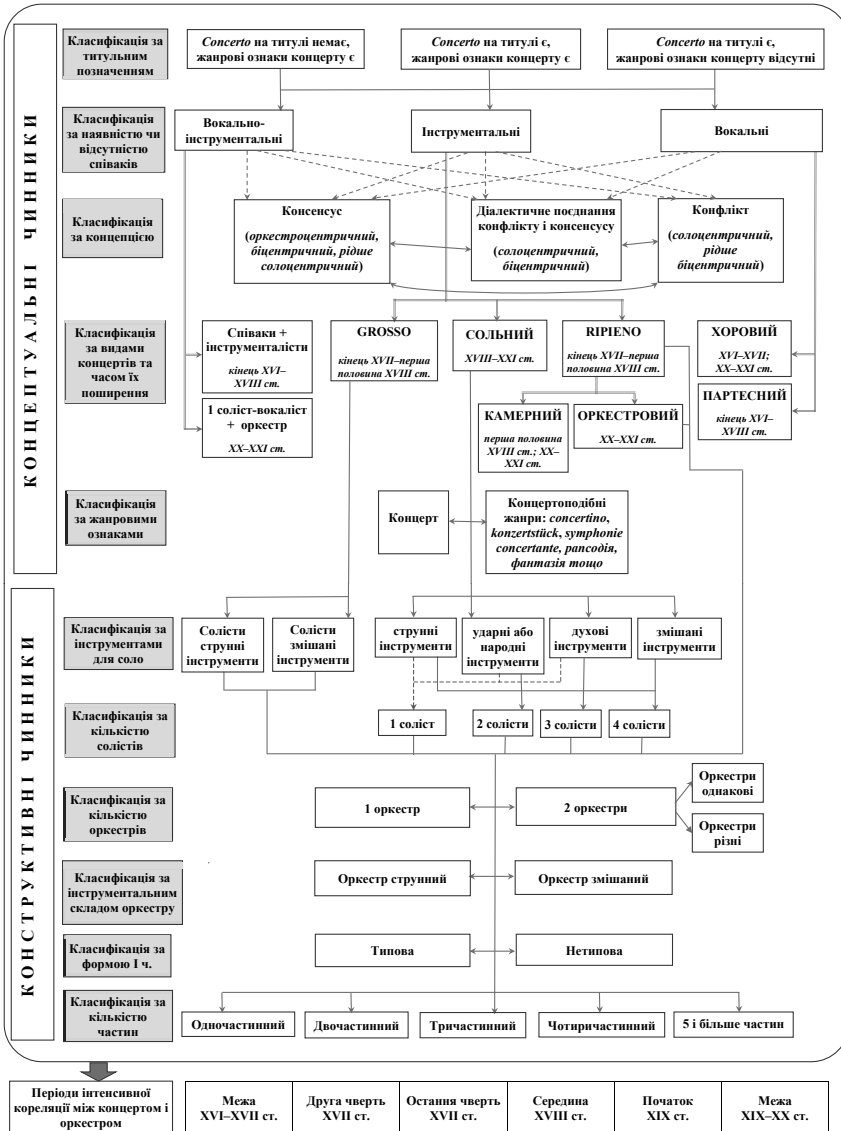 КОНЦЕПТУАЛЬНІ ЧИННИКИ
Класифікація за
титульним
позначенням
Concerto на титулі немає,
жанрові ознаки концерту є
Concerto на титулі є,
жанрові ознаки концерту є
Concerto на титулі є,
жанрові ознаки концерту відсутні
Класифікація
за наявністю чи
відсутністю
співаків
Вокально-
інструментальні
Інструментальні
Вокальні
Класифікація
за концепцією
Консенсус
(оркестроцентричний,
біцентричний, рідше
солоцентричний)
Діалектичне поєднання
конфлікту і консенсусу
(солоцентричний,
біцентричний)
Конфлікт
(солоцентричний,
рідше
біцентричний)
Класифікація
за видами
концертів та
часом їх
поширення
Співаки +
інструменталісти
кінець XVI–
XVIII ст.
1 соліст-вокаліст
+ оркестр
XX–XXI ст.
GROSSO
кінець XVII–перша
половина XVIII ст.
СОЛЬНИЙ
XVIII–XXI ст.
RIPIENO
кінець XVII–перша
половина XVIII ст.
ХОРОВИЙ
XVI–XVII;
XX–XXI ст.
КАМЕРНИЙ
перша половина
XVIII ст.; XX–
XXI ст.
ОРКЕСТРОВИЙ
XX–XXI ст.
ПАРТЕСНИЙ
кінець XVI–
XVIII ст.
Класифікація
за жанровими
ознаками
Концерт
Концертоподібні
жанри: concertino,
konzertstück, symphonie
concertante, рапсодія,
фантазія тощо
КОНСТРУКТИВНІ ЧИННИКИ
Класифікація за
інструментами
для соло
Солісти
струнні
інструменти
Солісти
змішані
інструменти
струнні
інструменти
ударні або
народні
інструменти
духові
інструменти
змішані
інструменти
Класифікація за
кількістю
солістів
1 соліст
2 солісти
3 солісти
4 солісти
Класифікація за
кількістю
оркестрів
1 оркестр
2 оркестри
Оркестри
однакові
Оркестри
різні
Класифікація за
інструментальним
складом оркестру
Оркестр струнний
Оркестр змішаний
Класифікація за
формою I ч.
Типова
Нетипова
Класифікація за
кількістю
частин
Одночастинний
Двочастинний
Тричастинний
Чотиричастинний
5 і більше частин
Періоди інтенсивної
кореляції між концертом і
оркестром
Межа
XVI–XVII ст.
Друга чверть
XVII ст.
Остання чверть
XVII ст.
Середина
XVIII ст.
Початок
XIX ст.
Межа
XIX–XX ст.